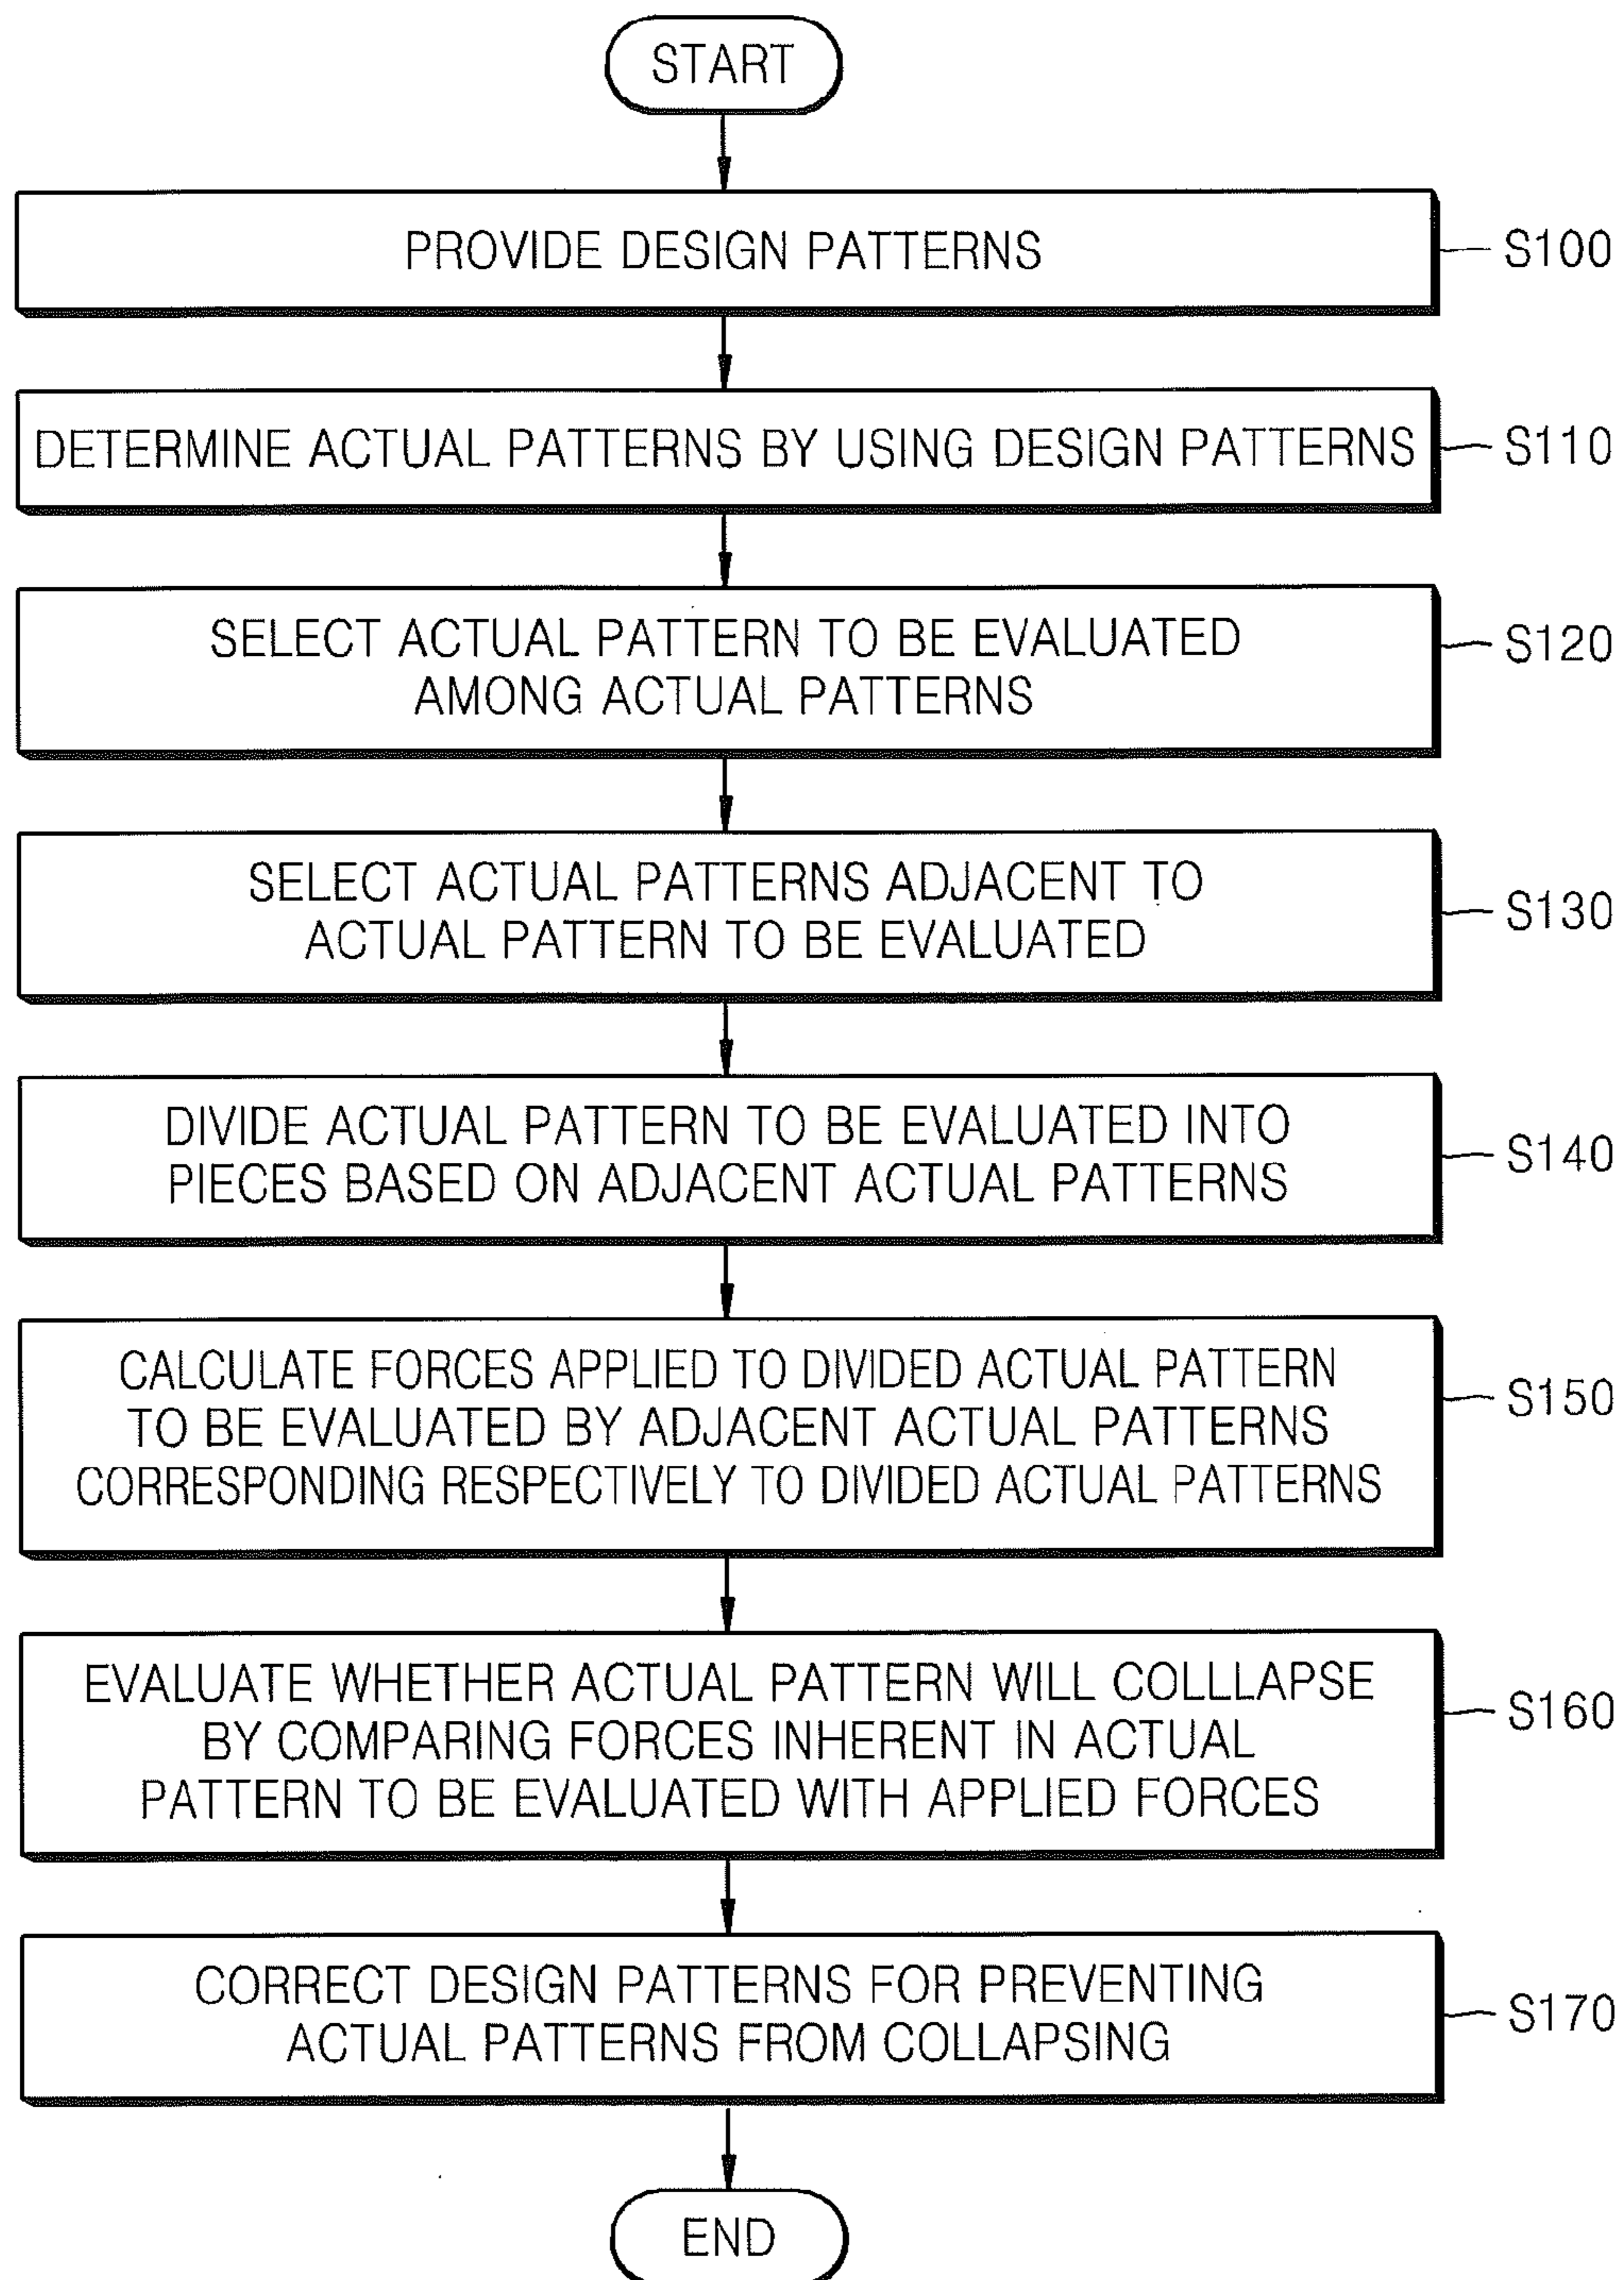 START
PROVIDE DESIGN PATTERNS
S100
DETERMINE ACTUAL PATTERNS BY USING DESIGN PATTERNS
S110
SELECT ACTUAL PATTERN TO BE EVALUATED
AMONG ACTUAL PATTERNS
S120
SELECT ACTUAL PATTERNS ADJACENT TO
ACTUAL PATTERN TO BE EVALUATED
S130
DIVIDE ACTUAL PATTERN TO BE EVALUATED INTO
PIECES BASED ON ADJACENT ACTUAL PATTERNS
S140
CALCULATE FORCES APPLIED TO DIVIDED ACTUAL PATTERN
TO BE EVALUATED BY ADJACENT ACTUAL PATTERNS
CORRESPONDING RESPECTIVELY TO DIVIDED ACTUAL PATTERNS
S150
EVALUATE WHETHER ACTUAL PATTERN WILL COLLLAPSE
BY COMPARING FORCES INHERENT IN ACTUAL
PATTERN TO BE EVALUATED WITH APPLIED FORCES
S160
CORRECT DESIGN PATTERNS FOR PREVENTING
ACTUAL PATTERNS FROM COLLAPSING
S170
END